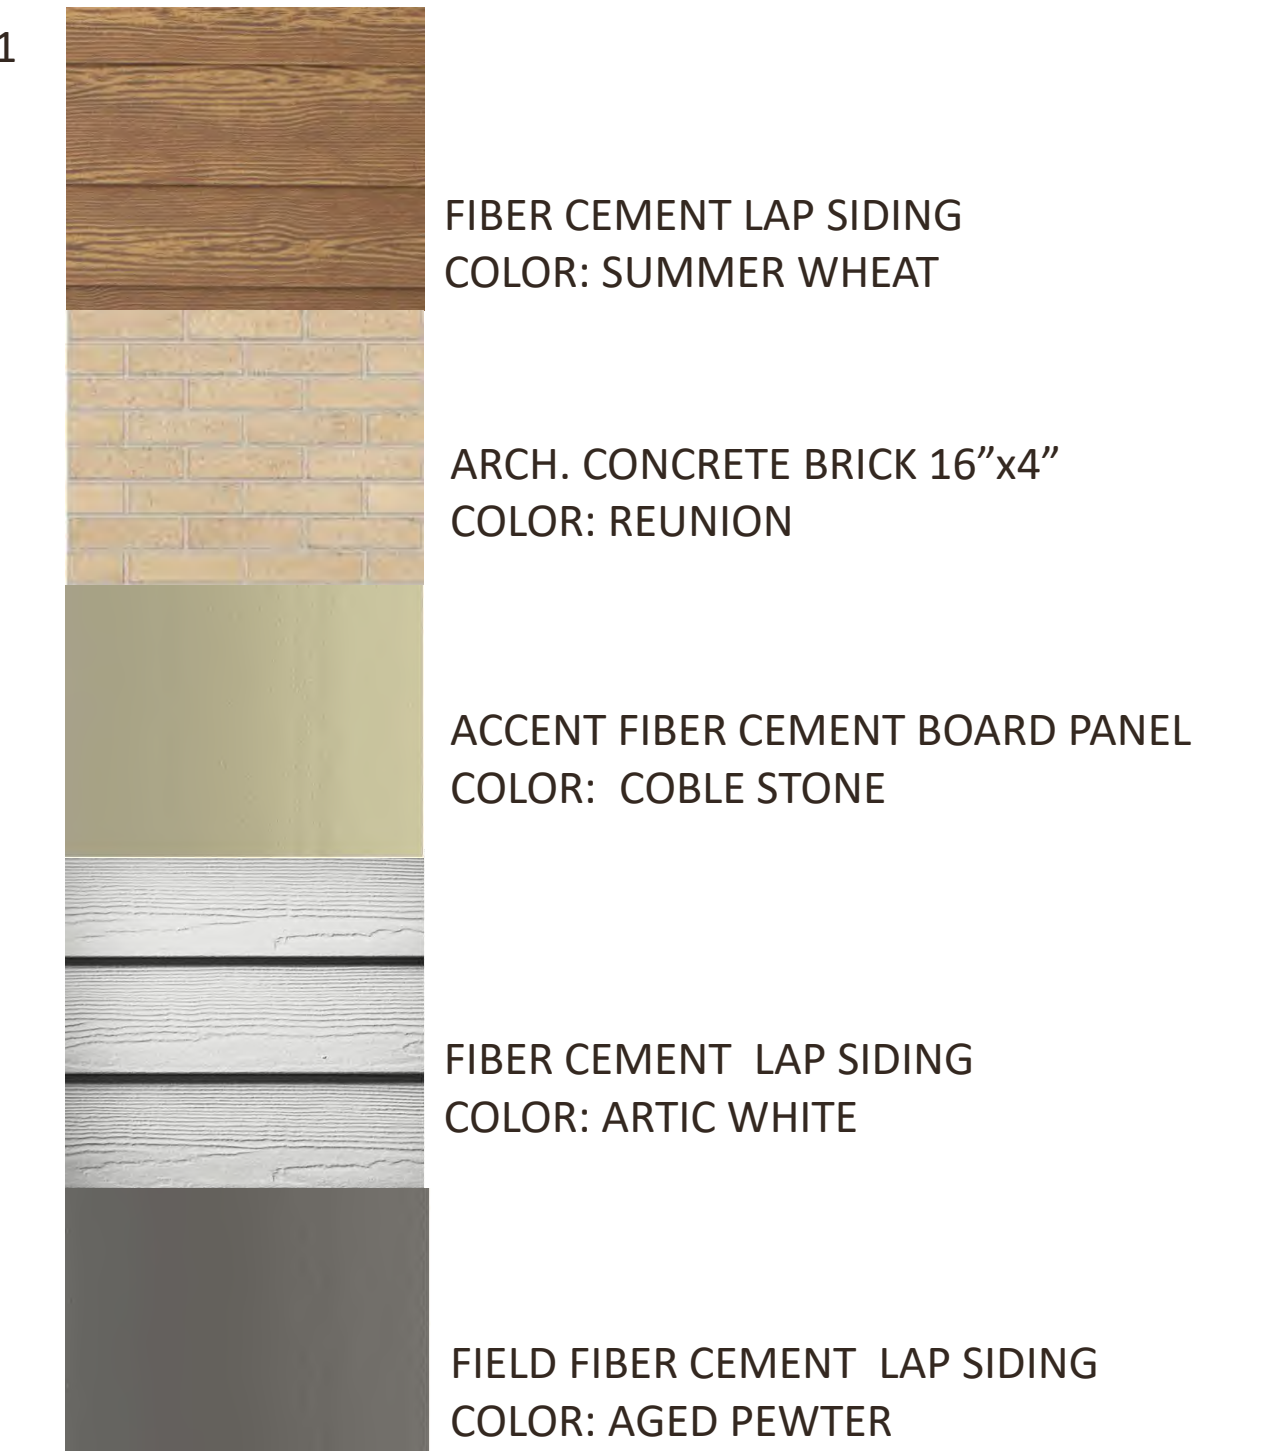 1
FIBER CEMENT LAP SIDING
COLOR: SUMMER WHEAT
ARCH. CONCRETE BRICK 16”x4”
COLOR: REUNION
ACCENT FIBER CEMENT BOARD PANEL
COLOR:  COBLE STONE
FIBER CEMENT  LAP SIDING
COLOR: ARTIC WHITE
FIELD FIBER CEMENT  LAP SIDING
COLOR: AGED PEWTER